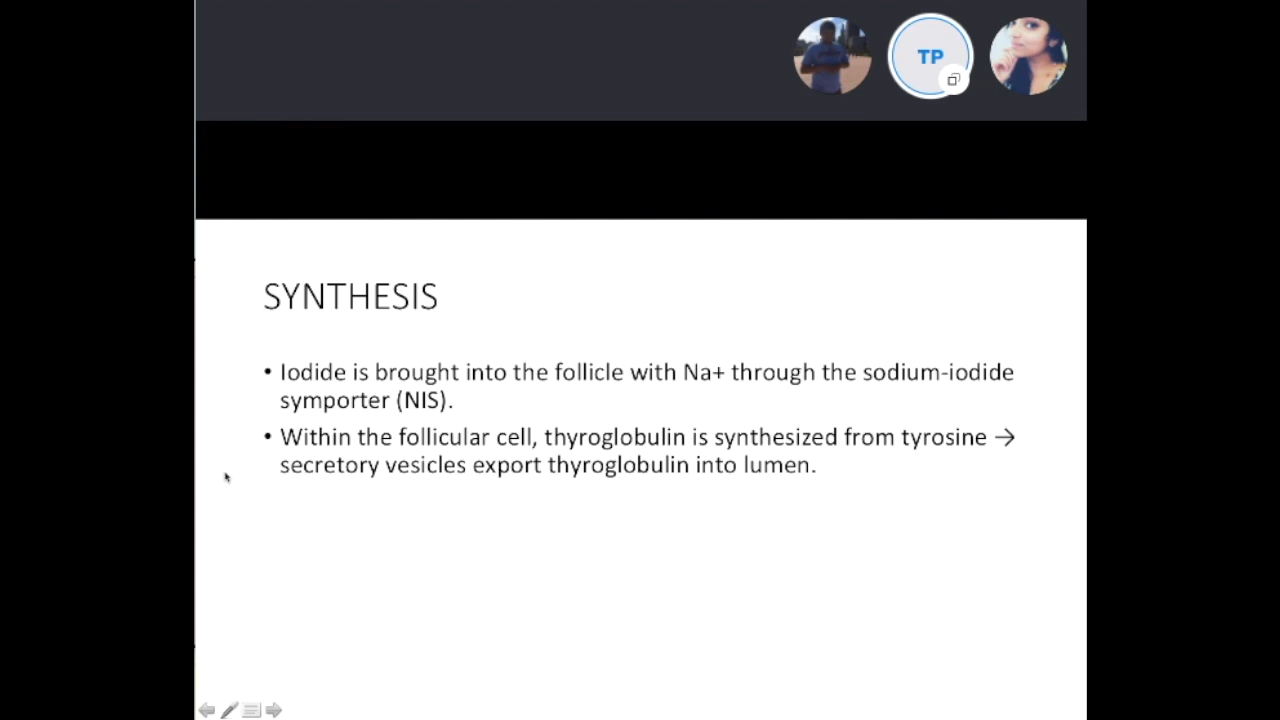 TP
SYNTHESIS
• Iodide is brought into the follicle with Na+ through the sodium-iodide
symporter (NIS).
• Within the follicular cell, thyroglobulin is synthesized from tyrosine →
secretory vesicles export thyroglobulin into lumen.